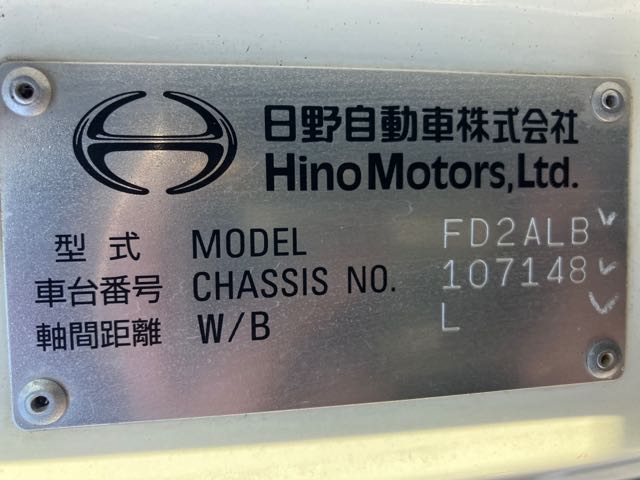 日野自動車株式会社
Hino Motors, Ltd.
型式 MODEL FD2ALB
車台番号 CHASSIS NO. 107148
軸間距離 W/B L